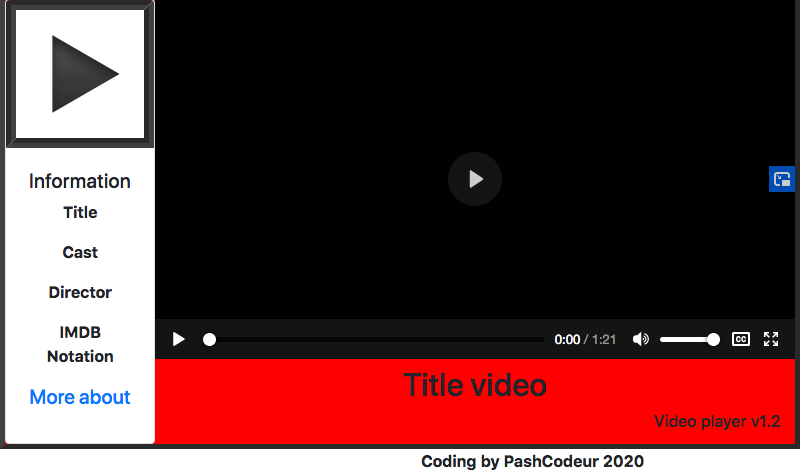 Information
Title
Cast
Director
IMDB
Notation
More about
0:00 / 1:21
CC
Title video
Video player v1.2
Coding by PashCodeur 2020